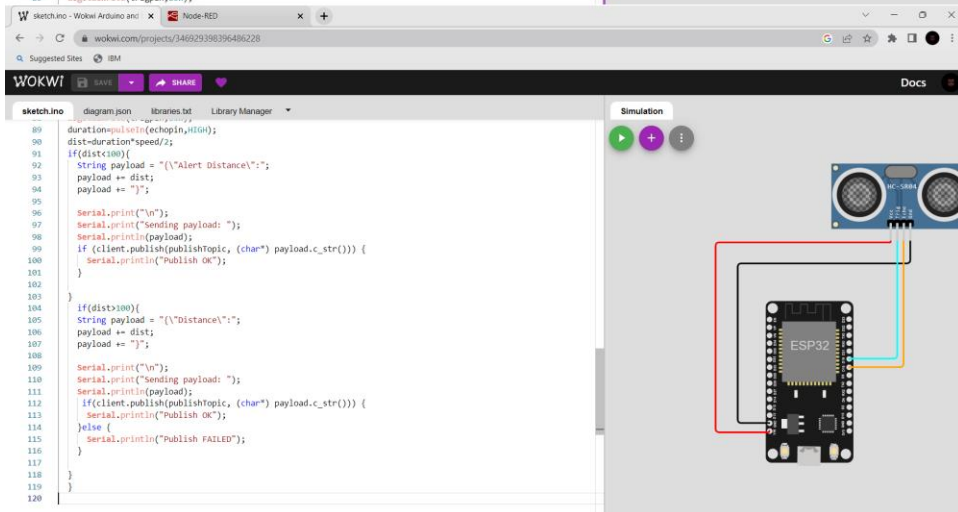 sketch.ino - Wokwi Arduino and
Node-RED
wokwi.com/projects/346929398396486228
Suggested Sites
IBM
WOKWI
SAVE
SHARE
Docs
sketch.ino
diagram.json
libraries.txt
Library Manager
Simulation
89 duration=pulseIn(echopin,HIGH);
90 dist=duration*speed/2;
91 if(dist<100){
92 String payload = "{\"Alert Distance\":";
93 payload += dist;
94 payload += "}";
95
96 Serial.print("\n");
97 Serial.print("Sending payload: ");
98 Serial.println(payload);
99 if (client.publish(publishTopic, (char*) payload.c_str())) {
100 Serial.println("Publish OK");
101 }
102
103 }
104 if(dist>100){
105 String payload = "{\"Distance\":";
106 payload += dist;
107 payload += "}";
108
109 Serial.print("\n");
110 Serial.print("Sending payload: ");
111 Serial.println(payload);
112 if(client.publish(publishTopic, (char*) payload.c_str())) {
113 Serial.println("Publish OK");
114 }else {
115 Serial.println("Publish FAILED");
116 }
117
118 }
119 }
120
HC-SR04
ESP32